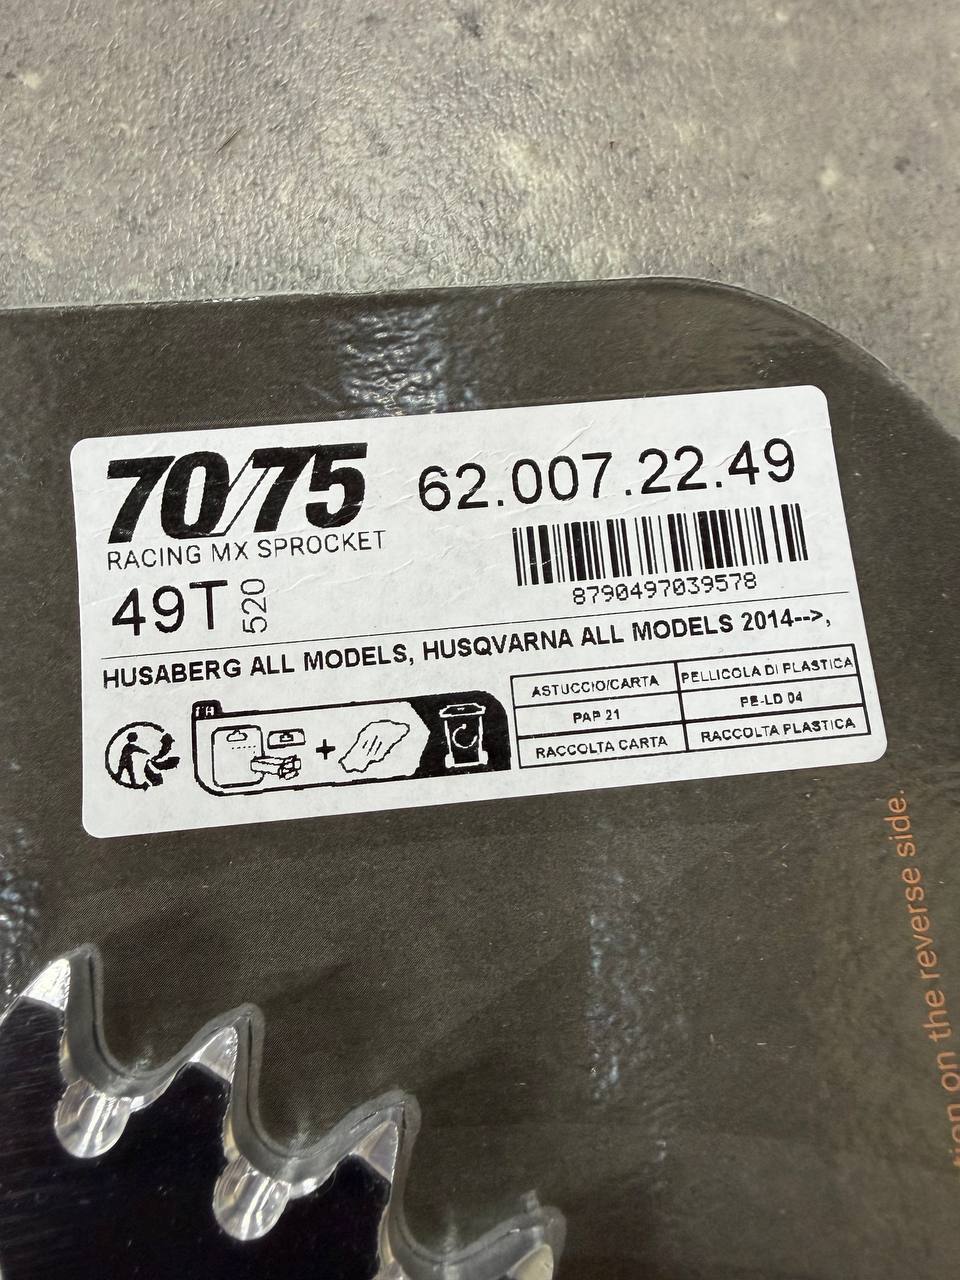 70/75
RACING MX SPROCKET
62.007.22.49
8790497039578
49T
520
HUSABERG ALL MODELS, HUSQVARNA ALL MODELS 2014-->,
ASTUCCIO/CARTA PELLICOLA DI PLASTICA
PAP 21 PE-LD 04
RACCOLTA CARTA RACCOLTA PLASTICA
on the reverse side.